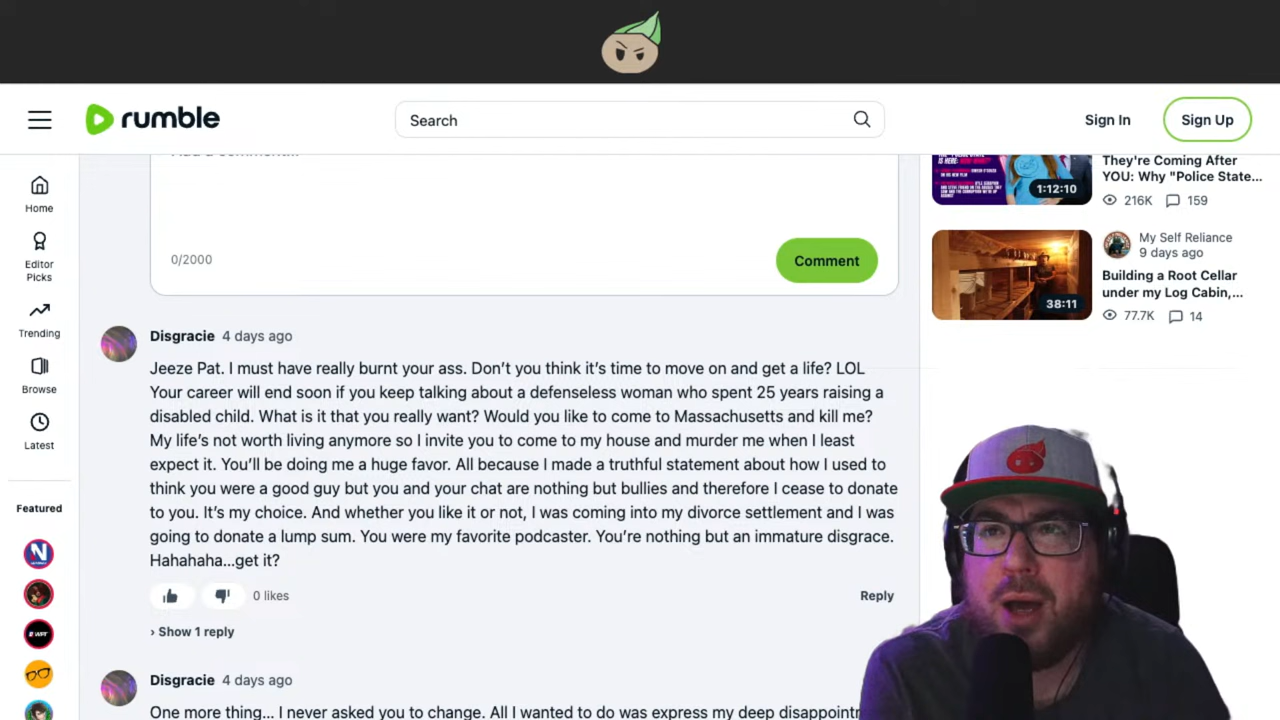 rumble
Search
Sign In
Sign Up
Home
Editor
Picks
Trending
Browse
Latest
Featured
0/2000
Comment
Disgracie 4 days ago
Jeeze Pat. I must have really burnt your ass. Don't you think it's time to move on and get a life? LOL
Your career will end soon if you keep talking about a defenseless woman who spent 25 years raising a
disabled child. What is it that you really want? Would you like to come to Massachusetts and kill me?
My life's not worth living anymore so I invite you to come to my house and murder me when I least
expect it. You'll be doing me a huge favor. All because I made a truthful statement about how I used to
think you were a good guy but you and your chat are nothing but bullies and therefore I cease to donate
to you. It's my choice. And whether you like it or not, I was coming into my divorce settlement and I was
going to donate a lump sum. You were my favorite podcaster. You're nothing but an immature disgrace.
Hahahaha...get it?
0 likes
Reply
› Show 1 reply
Disgracie 4 days ago
One more thing... I never asked you to change. All I wanted to do was express my deep
They're Coming After
YOU: Why "Police State...
1:12:10
216K 159
My Self Reliance
9 days ago
Building a Root Cellar
under my Log Cabin,...
38:11
77.7K 14